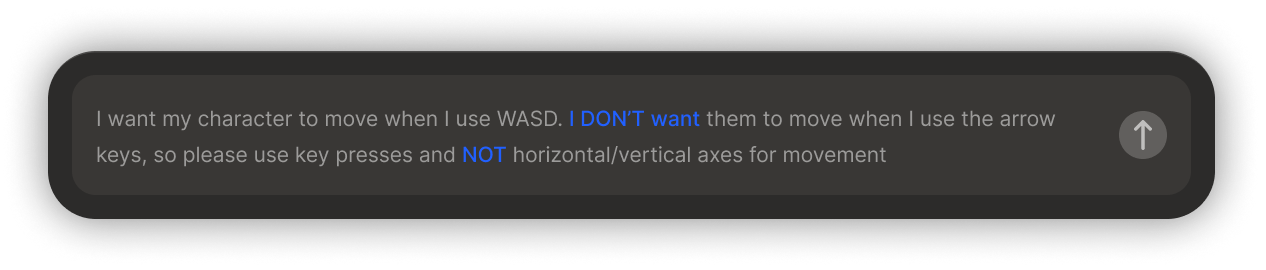 I want my character to move when I use WASD. I DON'T want them to move when I use the arrow
keys, so please use key presses and NOT horizontal/vertical axes for movement